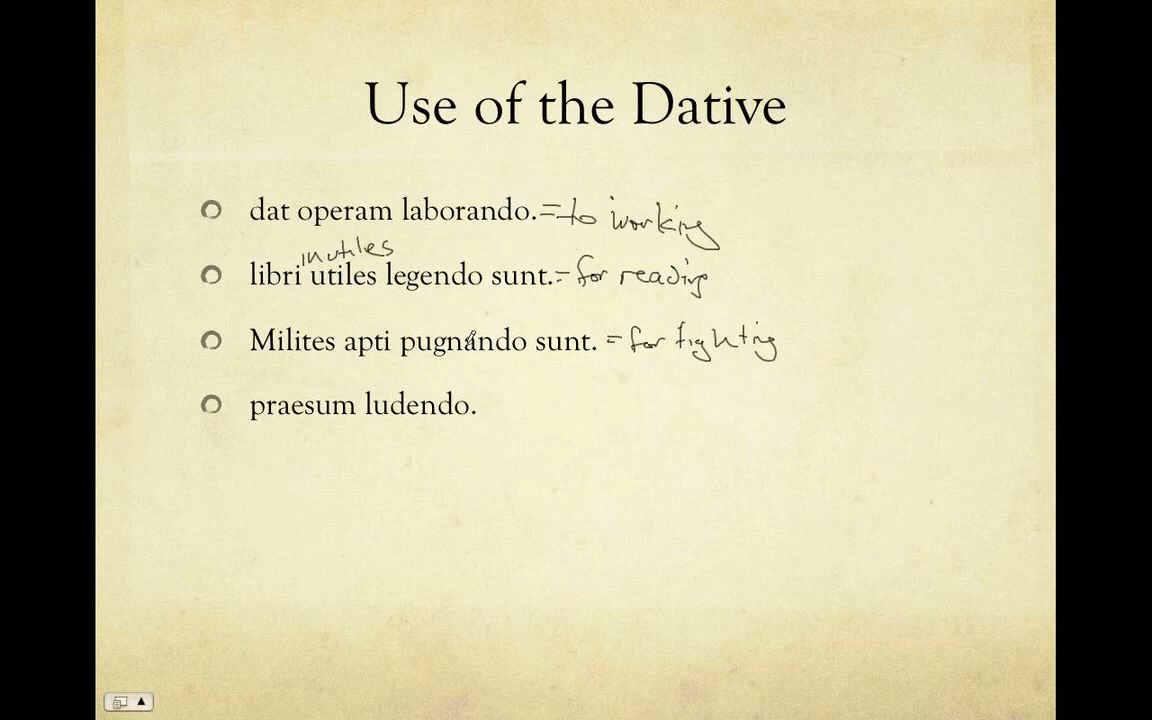 Use of the Dative
dat operam laborando.=to working
inutiles
libri utiles legendo sunt.=for reading
Milites apti pugnando sunt. =for fighting
praesum ludendo.